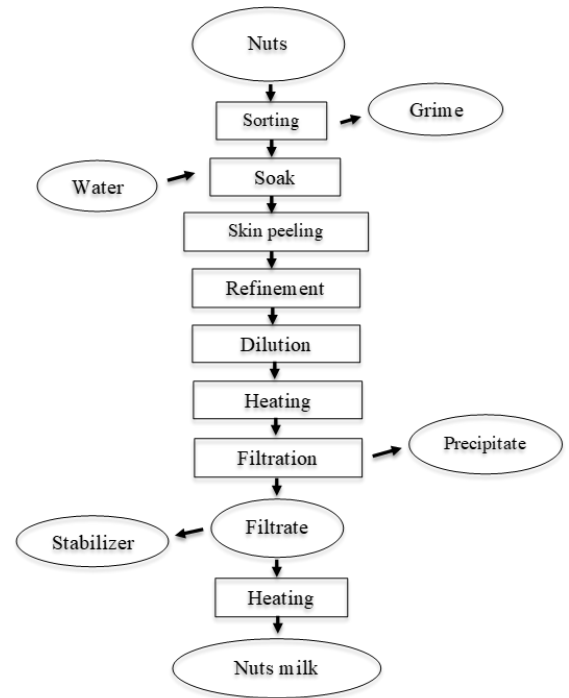 Nuts
Sorting
Grime
Water
Soak
Skin peeling
Refinement
Dilution
Heating
Filtration
Precipitate
Filtrate
Stabilizer
Heating
Nuts milk